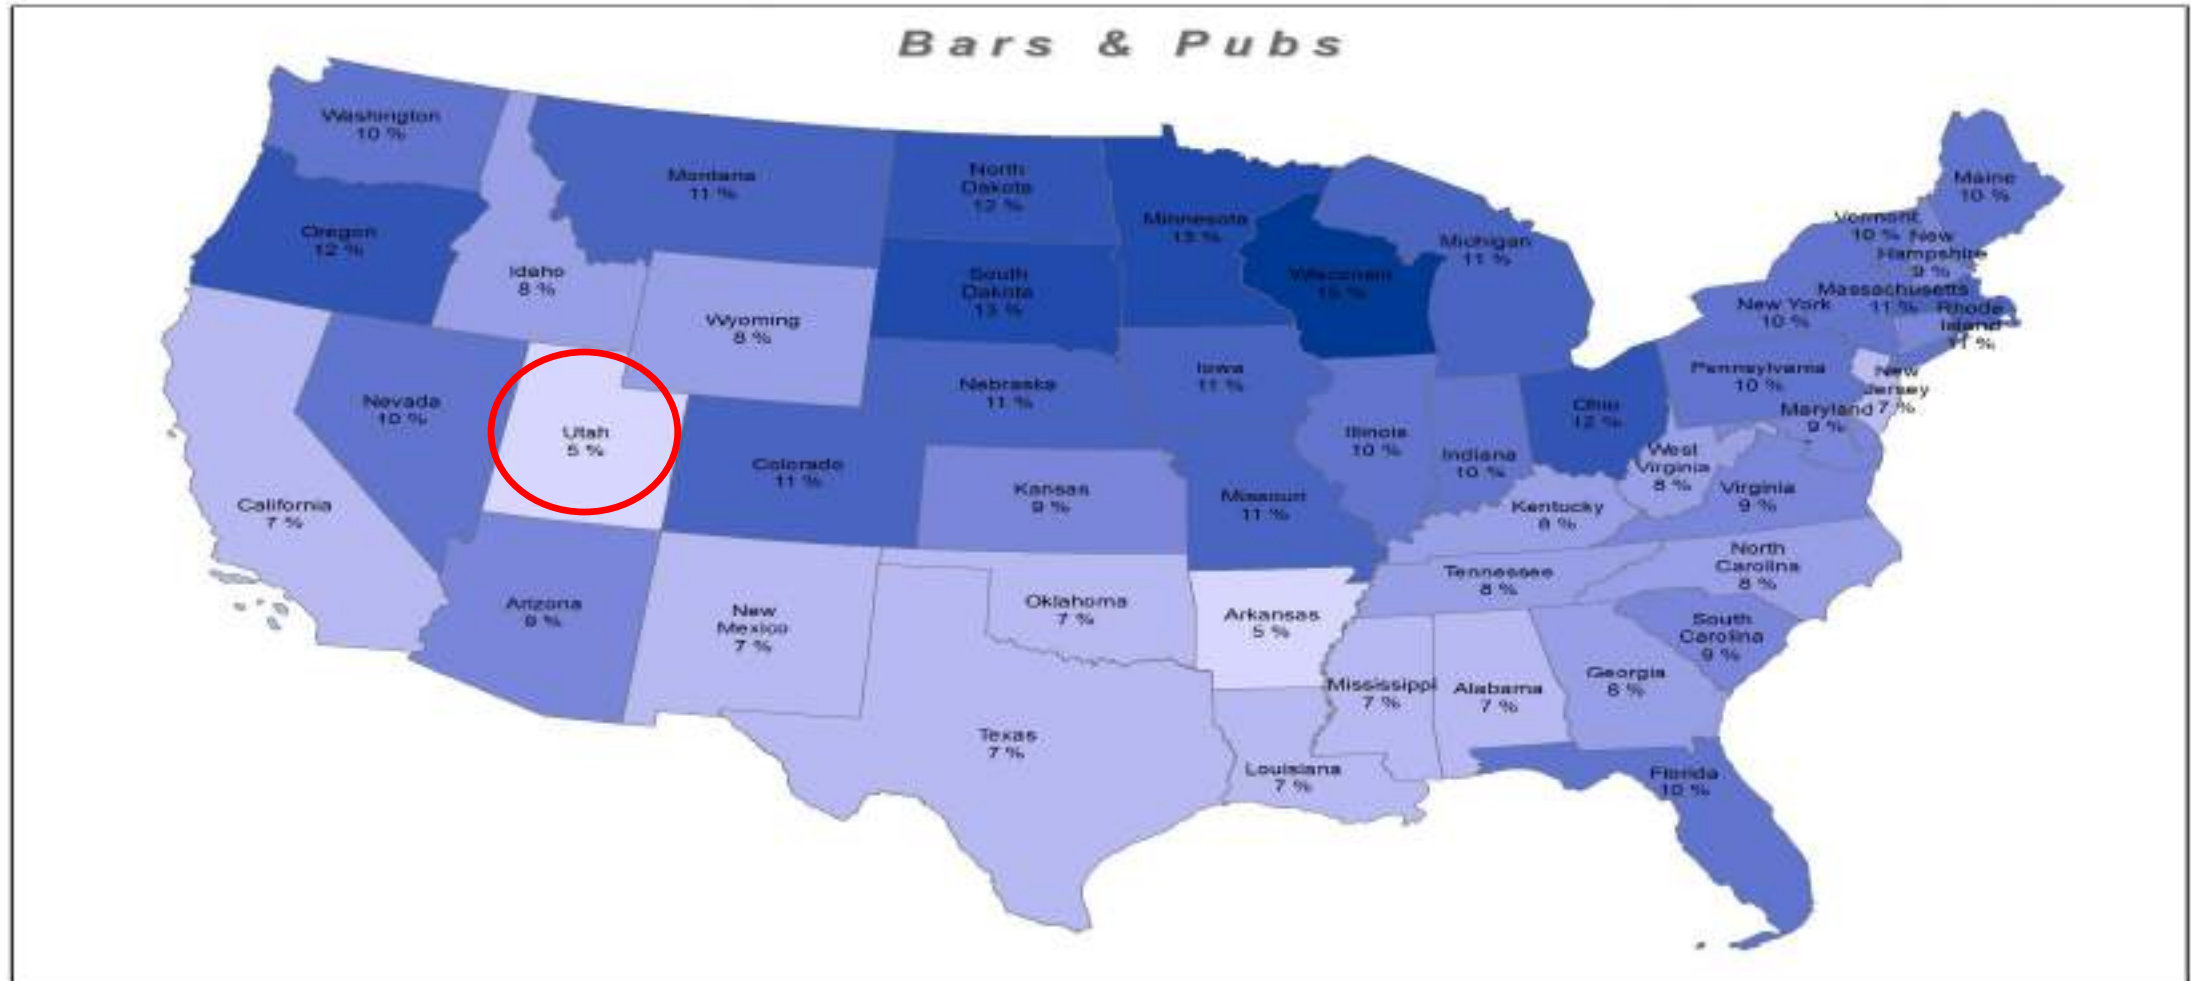 Bars & Pubs
Washington
10 %
Oregon
12 %
Idaho
8 %
Montana
11 %
North
Dakota
12 %
Minnesota
13 %
Wisconsin
15 %
Michigan
11 %
Maine
10 %
Vermont
10 %
New
Hampshire
9 %
Massachusetts
11 %
Rhode
Island
11 %
New York
10 %
South
Dakota
13 %
Wyoming
8 %
Nevada
10 %
Utah
5 %
Colorado
11 %
Nebraska
11 %
Iowa
11 %
Illinois
10 %
Indiana
10 %
Ohio
12 %
Pennsylvania
10 %
New
Jersey
7 %
Maryland
9 %
West
Virginia
8 %
Virginia
9 %
California
7 %
Kansas
9 %
Missouri
11 %
Kentucky
8 %
Arizona
9 %
New
Mexico
7 %
Oklahoma
7 %
Arkansas
5 %
Tennessee
8 %
North
Carolina
8 %
South
Carolina
9 %
Texas
7 %
Louisiana
7 %
Mississippi
7 %
Alabama
7 %
Georgia
Florida
10 %